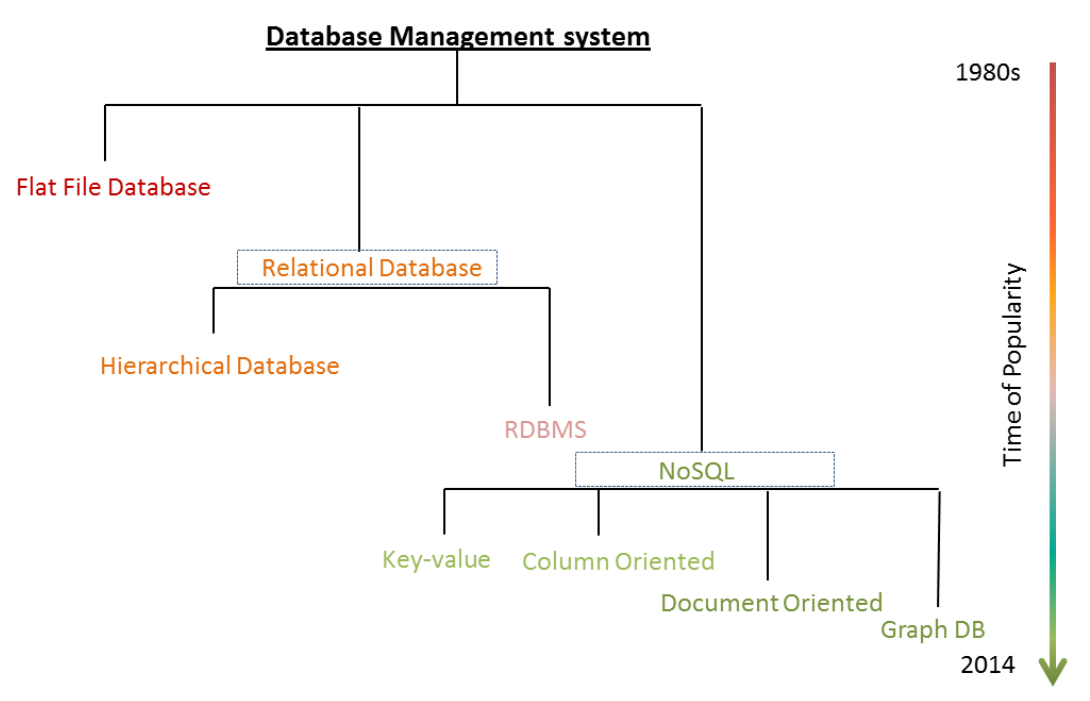 Database Management system
1980s
Flat File Database
Relational Database
Time of Popularity
Hierarchical Database
RDBMS
NoSQL
Key-value
Column Oriented
Document Oriented
Graph DB
2014